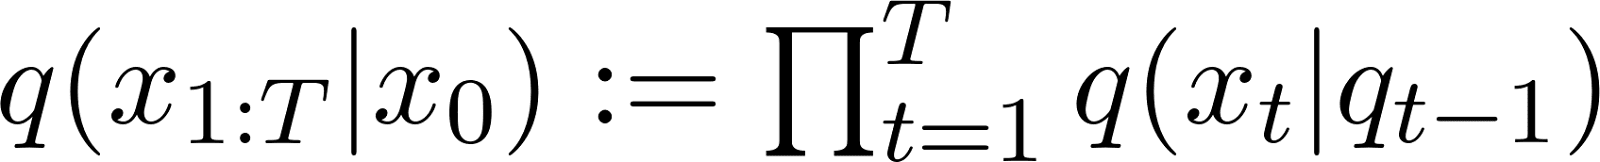 q(x_{1:T}|x_0) := \prod_{t=1}^{T} q(x_t|q_{t-1})